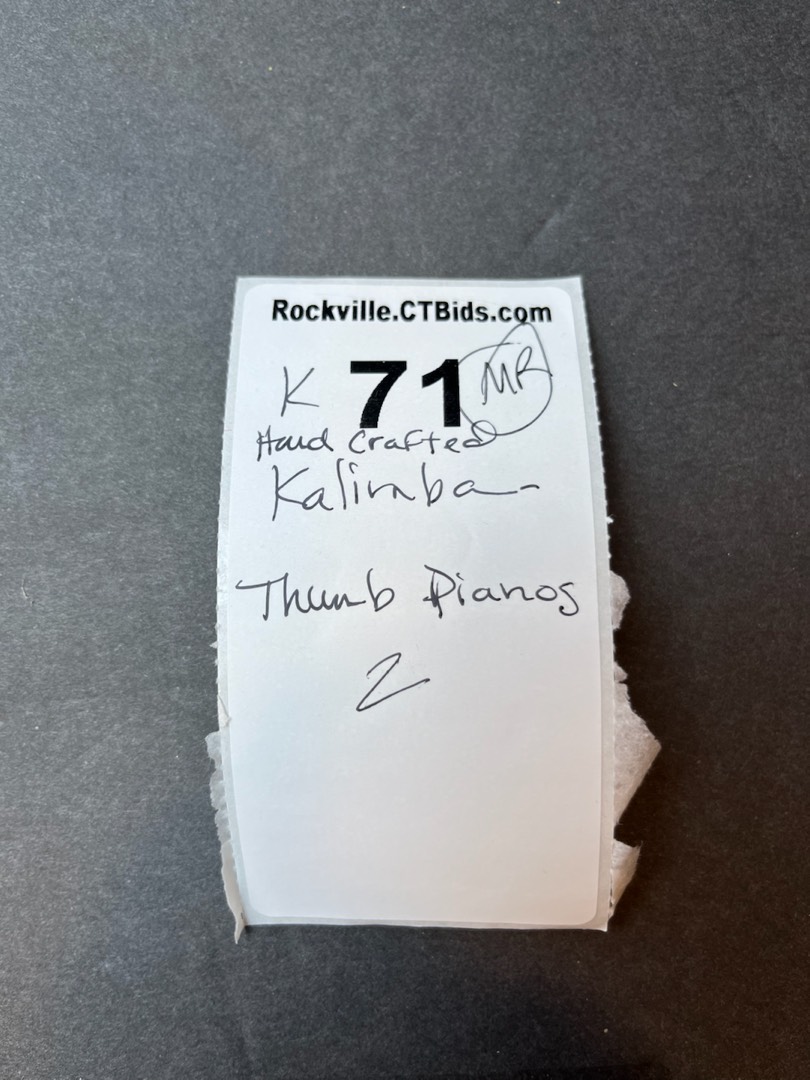 Rockville.CTBids.com
K 71 MR
Hand Crafted
Kalimba-
Thumb Pianos
2